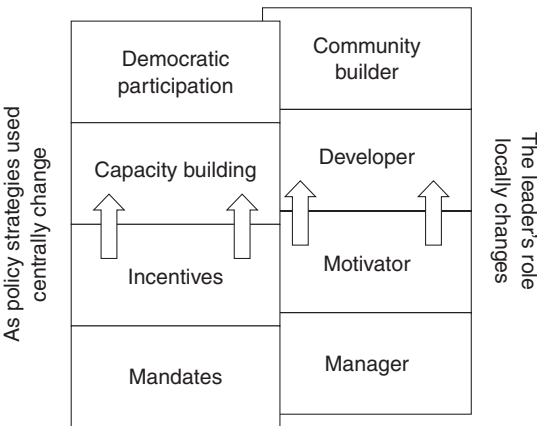 As policy strategies used
centrally change
Democratic
participation
Capacity building
Incentives
Mandates
Community
builder
Developer
Motivator
Manager
The leader's role
locally changes